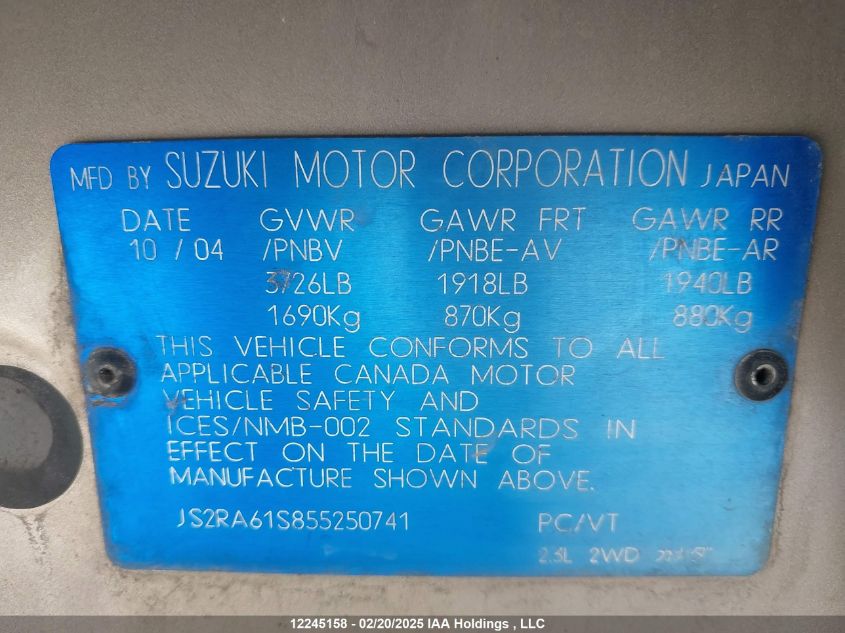 MFD BY SUZUKI MOTOR CORPORATION JAPAN
DATE GVWR GAWR FRT GAWR RR
10 / 04 /PNBV /PNBE-AV /PNBE-AR
3726LB 1918LB 1940LB
1690Kg 870Kg 880Kg
THIS VEHICLE CONFORMS TO ALL
APPLICABLE CANADA MOTOR
VEHICLE SAFETY AND
ICES/NMB-002 STANDARDS IN
EFFECT ON THE DATE OF
MANUFACTURE SHOWN ABOVE.
JS2RA61S855250741 PC/VT
2.3L 2WD
12245158 - 02/20/2025 IAA Holdings , LLC